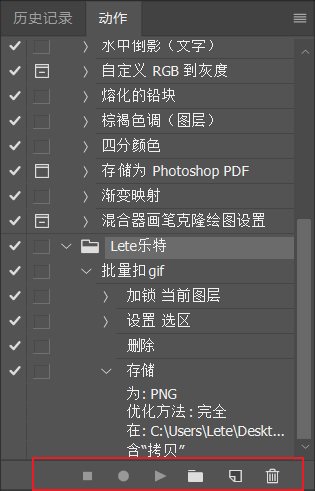 历史记录
动作
水中倒影（文字）
自定义 RGB 到灰度
熔化的铅块
棕褐色调（图层）
四分颜色
存储为 Photoshop PDF
渐变映射
混合器画笔克隆绘图设置
Lete乐特
批量扣gif
加锁 当前图层
设置 选区
删除
存储
为: PNG
优化方法: 完全
在: C:\Users\Lete\Deskt...
含“拷贝”